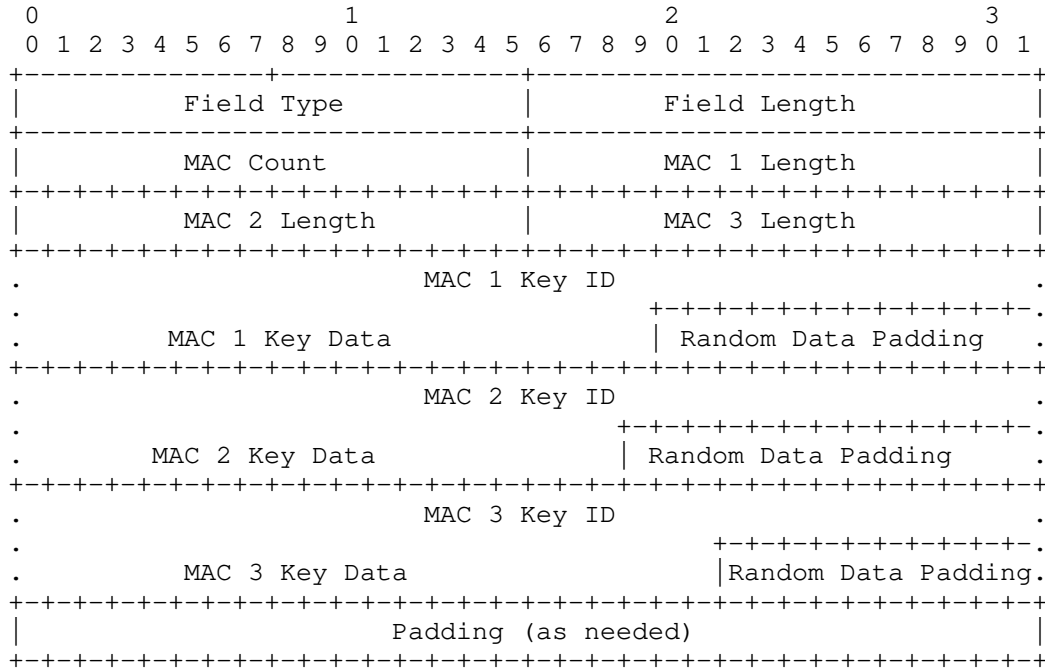 0                   1                   2                   3
0 1 2 3 4 5 6 7 8 9 0 1 2 3 4 5 6 7 8 9 0 1 2 3 4 5 6 7 8 9 0 1
+---------------+---------------+-------------------------------+
|          Field Type           |        Field Length           |
+-------------------------------+-------------------------------+
|          MAC Count            |        MAC 1 Length           |
+-+-+-+-+-+-+-+-+-+-+-+-+-+-+-+-+-+-+-+-+-+-+-+-+-+-+-+-+-+-+-+-+
|          MAC 2 Length         |        MAC 3 Length           |
+-+-+-+-+-+-+-+-+-+-+-+-+-+-+-+-+-+-+-+-+-+-+-+-+-+-+-+-+-+-+-+-+
.                         MAC 1 Key ID                          .
.                                       +-+-+-+-+-+-+-+-+-+-+-+-.
.         MAC 1 Key Data                | Random Data Padding   .
+-+-+-+-+-+-+-+-+-+-+-+-+-+-+-+-+-+-+-+-+-+-+-+-+-+-+-+-+-+-+-+-+
.                         MAC 2 Key ID                          .
.                                     +-+-+-+-+-+-+-+-+-+-+-+-+-.
.        MAC 2 Key Data               | Random Data Padding     .
+-+-+-+-+-+-+-+-+-+-+-+-+-+-+-+-+-+-+-+-+-+-+-+-+-+-+-+-+-+-+-+-+
.                         MAC 3 Key ID                          .
.                                           +-+-+-+-+-+-+-+-+-+-.
.          MAC 3 Key Data                   |Random Data Padding.
+-+-+-+-+-+-+-+-+-+-+-+-+-+-+-+-+-+-+-+-+-+-+-+-+-+-+-+-+-+-+-+-+
|                       Padding (as needed)                     |
+-+-+-+-+-+-+-+-+-+-+-+-+-+-+-+-+-+-+-+-+-+-+-+-+-+-+-+-+-+-+-+-+